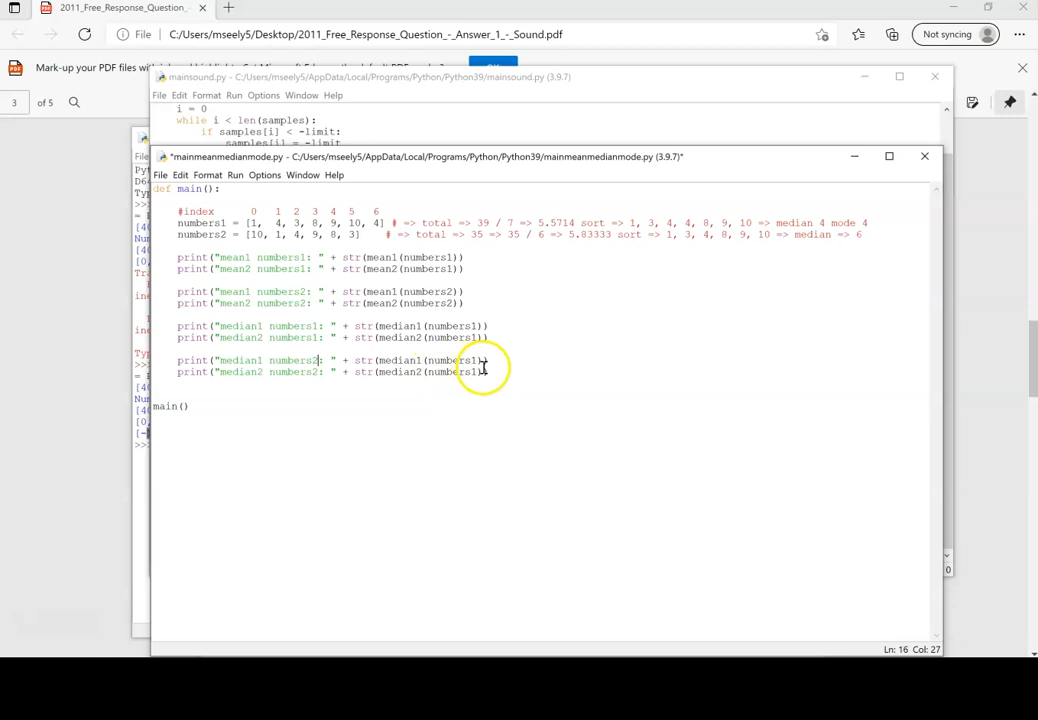 2011_Free_Response_Question_-
File
C:/Users/mseely5/Desktop/2011_Free_Response_Question_-_Answer_1_-_Sound.pdf
Not syncing
Mark-up your PDF files with
3 of 5
mainsound.py - C:/Users/mseely5/AppData/Local/Programs/Python/Python39/mainsound.py (3.9.7)
File Edit Format Run Options Window Help
i = 0
while i < len(samples):
if samples[i] < -limit:
samples[i] = -limit
*mainmeanmedianmode.py - C:/Users/mseely5/AppData/Local/Programs/Python/Python39/mainmeanmedianmode.py (3.9.7)*
File Edit Format Run Options Window Help
def main():
#index 0 1 2 3 4 5 6
numbers1 = [1, 4, 3, 8, 9, 10, 4] # => total => 39 / 7 => 5.5714 sort => 1, 3, 4, 4, 8, 9, 10 => median 4 mode 4
numbers2 = [10, 1, 4, 9, 8, 3] # => total => 35 => 35 / 6 => 5.83333 sort => 1, 3, 4, 8, 9, 10 => median => 6
print("mean1 numbers1: " + str(mean1(numbers1))
print("mean2 numbers1: " + str(mean2(numbers1))
print("mean1 numbers2: " + str(mean1(numbers2))
print("mean2 numbers2: " + str(mean2(numbers2))
print("median1 numbers1: " + str(median1(numbers1))
print("median2 numbers1: " + str(median2(numbers1))
print("median1 numbers2: " + str(median1(numbers1))
print("median2 numbers2: " + str(median2(numbers1))
main()
Ln: 16 Col: 27